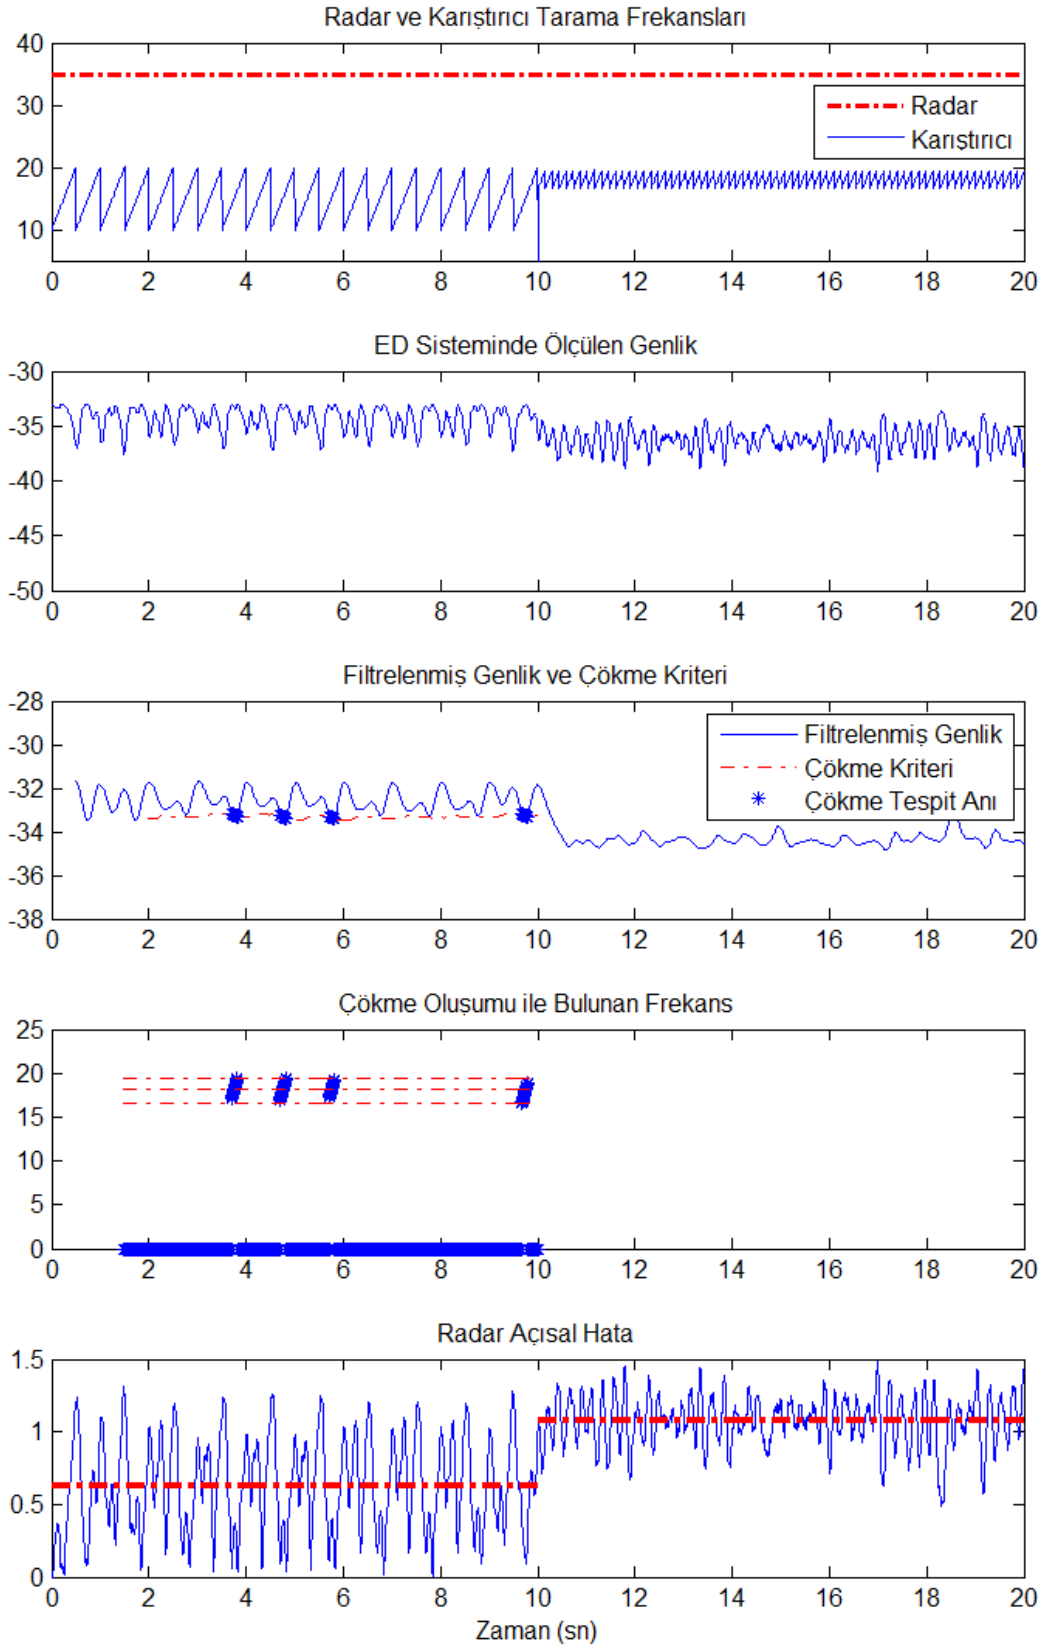 Radar ve Karıştırıcı Tarama Frekansları
40
30
20
10
Radar
Karıştırıcı
0 2 4 6 8 10 12 14 16 18 20
ED Sisteminde Ölçülen Genlik
-30
-35
-40
-45
-50
0 2 4 6 8 10 12 14 16 18 20
Filtrelenmiş Genlik ve Çökme Kriteri
-28
-30
-32
-34
-36
-38
Filtrelenmiş Genlik
Çökme Kriteri
Çökme Tespit Anı
0 2 4 6 8 10 12 14 16 18 20
Çökme Oluşumu ile Bulunan Frekans
25
20
15
10
5
0
0 2 4 6 8 10 12 14 16 18 20
Radar Açısal Hata
1.5
1
0.5
0
0 2 4 6 8 10 12 14 16 18 20
Zaman (sn)